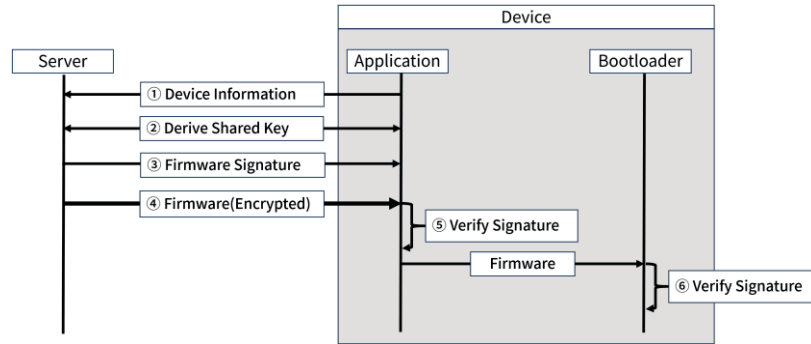 Device
Server
Application
Bootloader
① Device Information
② Derive Shared Key
③ Firmware Signature
④ Firmware(Encrypted)
⑤ Verify Signature
Firmware
⑥ Verify Signature